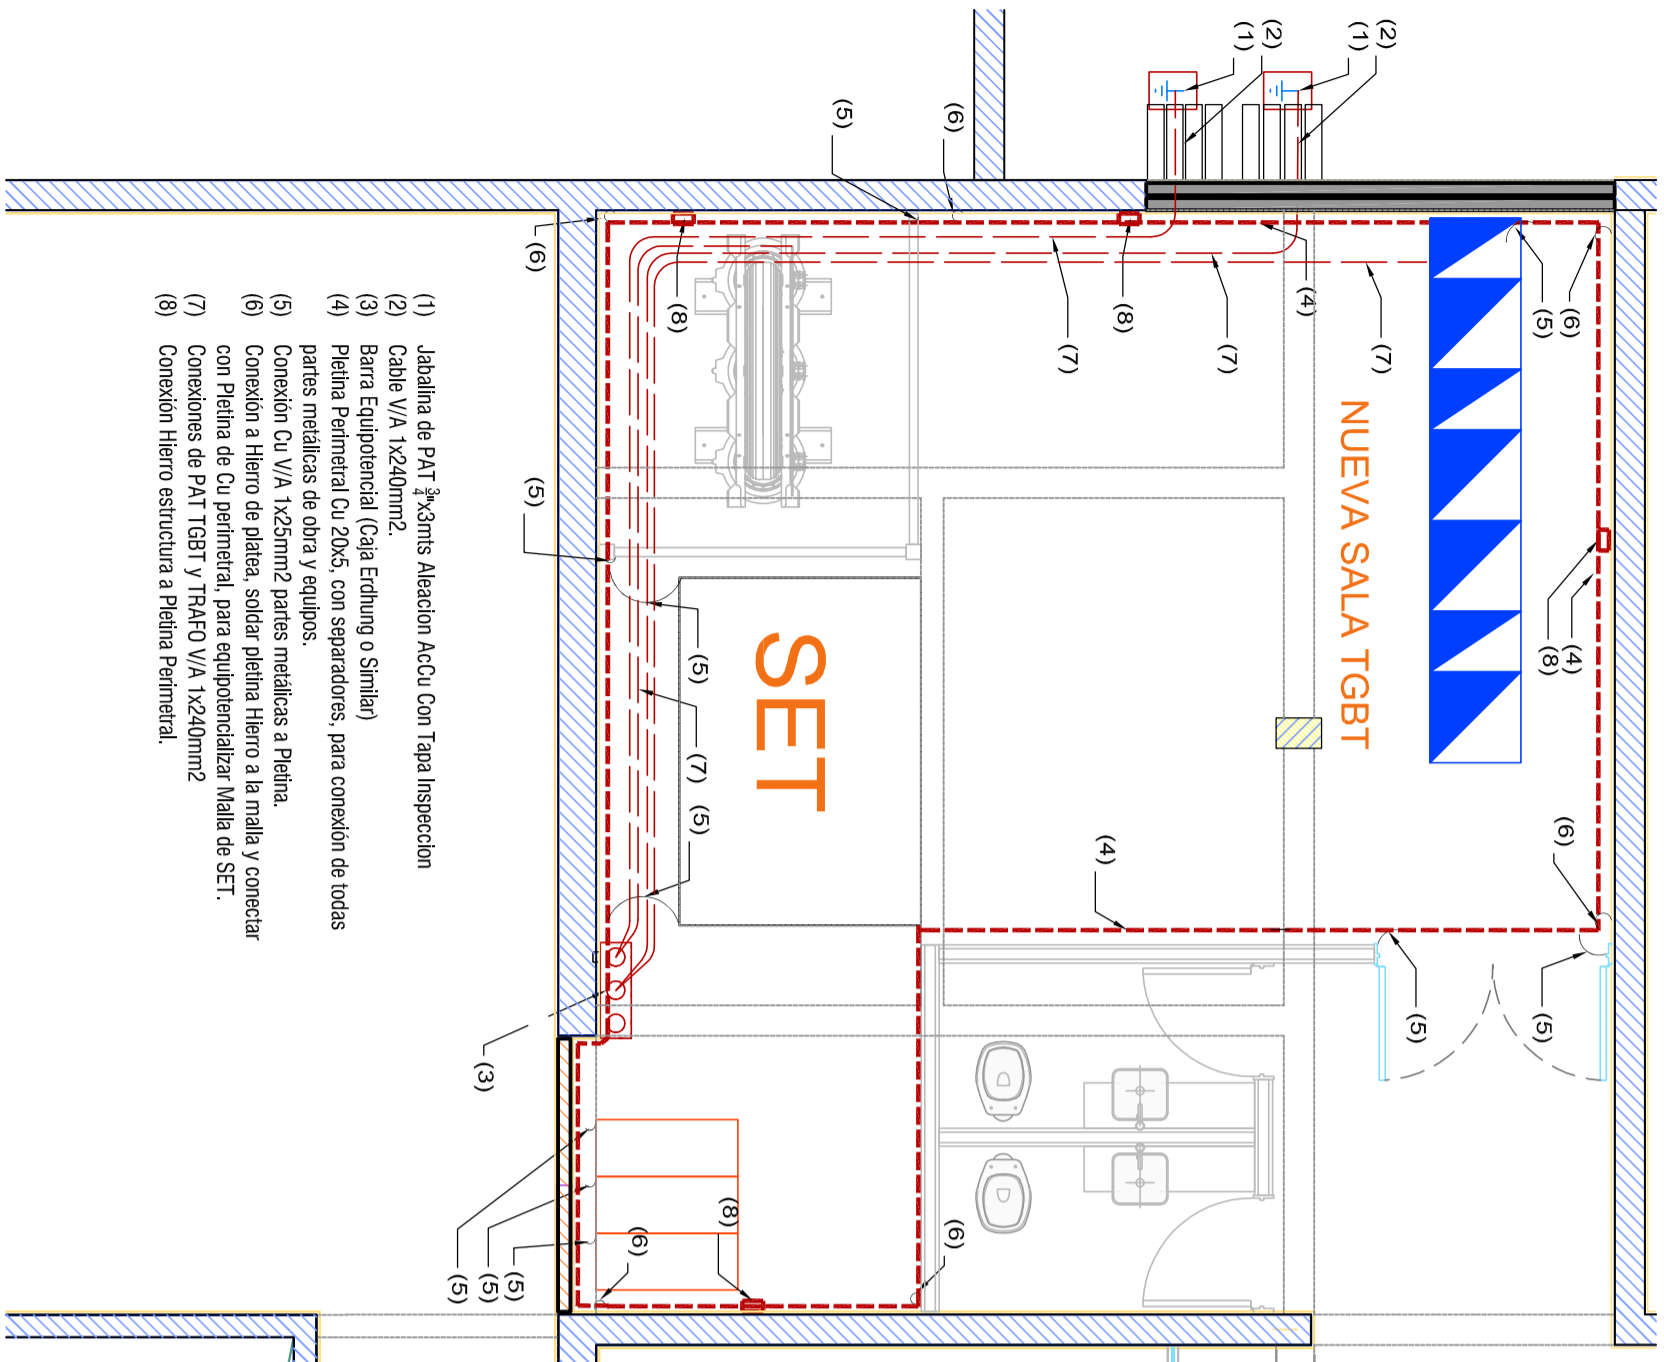 (6)
(4)
(6)
(5)
(8)
(5)
(5)
(2)
(1)
(7)
NUEVA SALA TGBT
(4)
(2)
(1)
(7)
(8)
(4)
(7)
(6)
(6)
(5)
SET
(8)
(5)
(7)
(5)
(8)
(6)
(6)
(5)
(5)
(5)
(3)
(5)
(1) Jabalina de PAT 3/4"x3mts Aleacion AcCu Con Tapa Inspeccion
(2) Cable V/A 1x240mm2.
(3) Barra Equipotencial (Caja Erdhung o Similar)
(4) Pletina Perimetral Cu 20x5, con separadores, para conexión de todas
partes metálicas de obra y equipos.
(5) Conexión Cu V/A 1x25mm2 partes metálicas a Pletina.
(6) Conexión a Hierro de platea, soldar pletina Hierro a la malla y conectar
con Pletina de Cu perimetral, para equipotencializar Malla de SET.
(7) Conexiones de PAT TGBT y TRAFO V/A 1x240mm2
(8) Conexión Hierro estructura a Pletina Perimetral.